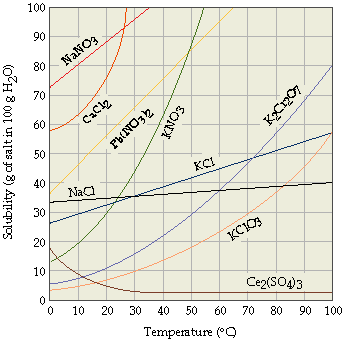 Solubility (g of salt in 100 g H2O)
100
90
80
70
60
50
40
30
20
10
0
NaNO3
CaCl2
Pb(NO3)2
KNO3
K2Cr2O7
KCl
NaCl
KClO3
Ce2(SO4)3
0 10 20 30 40 50 60 70 80 90 100
Temperature (°C)